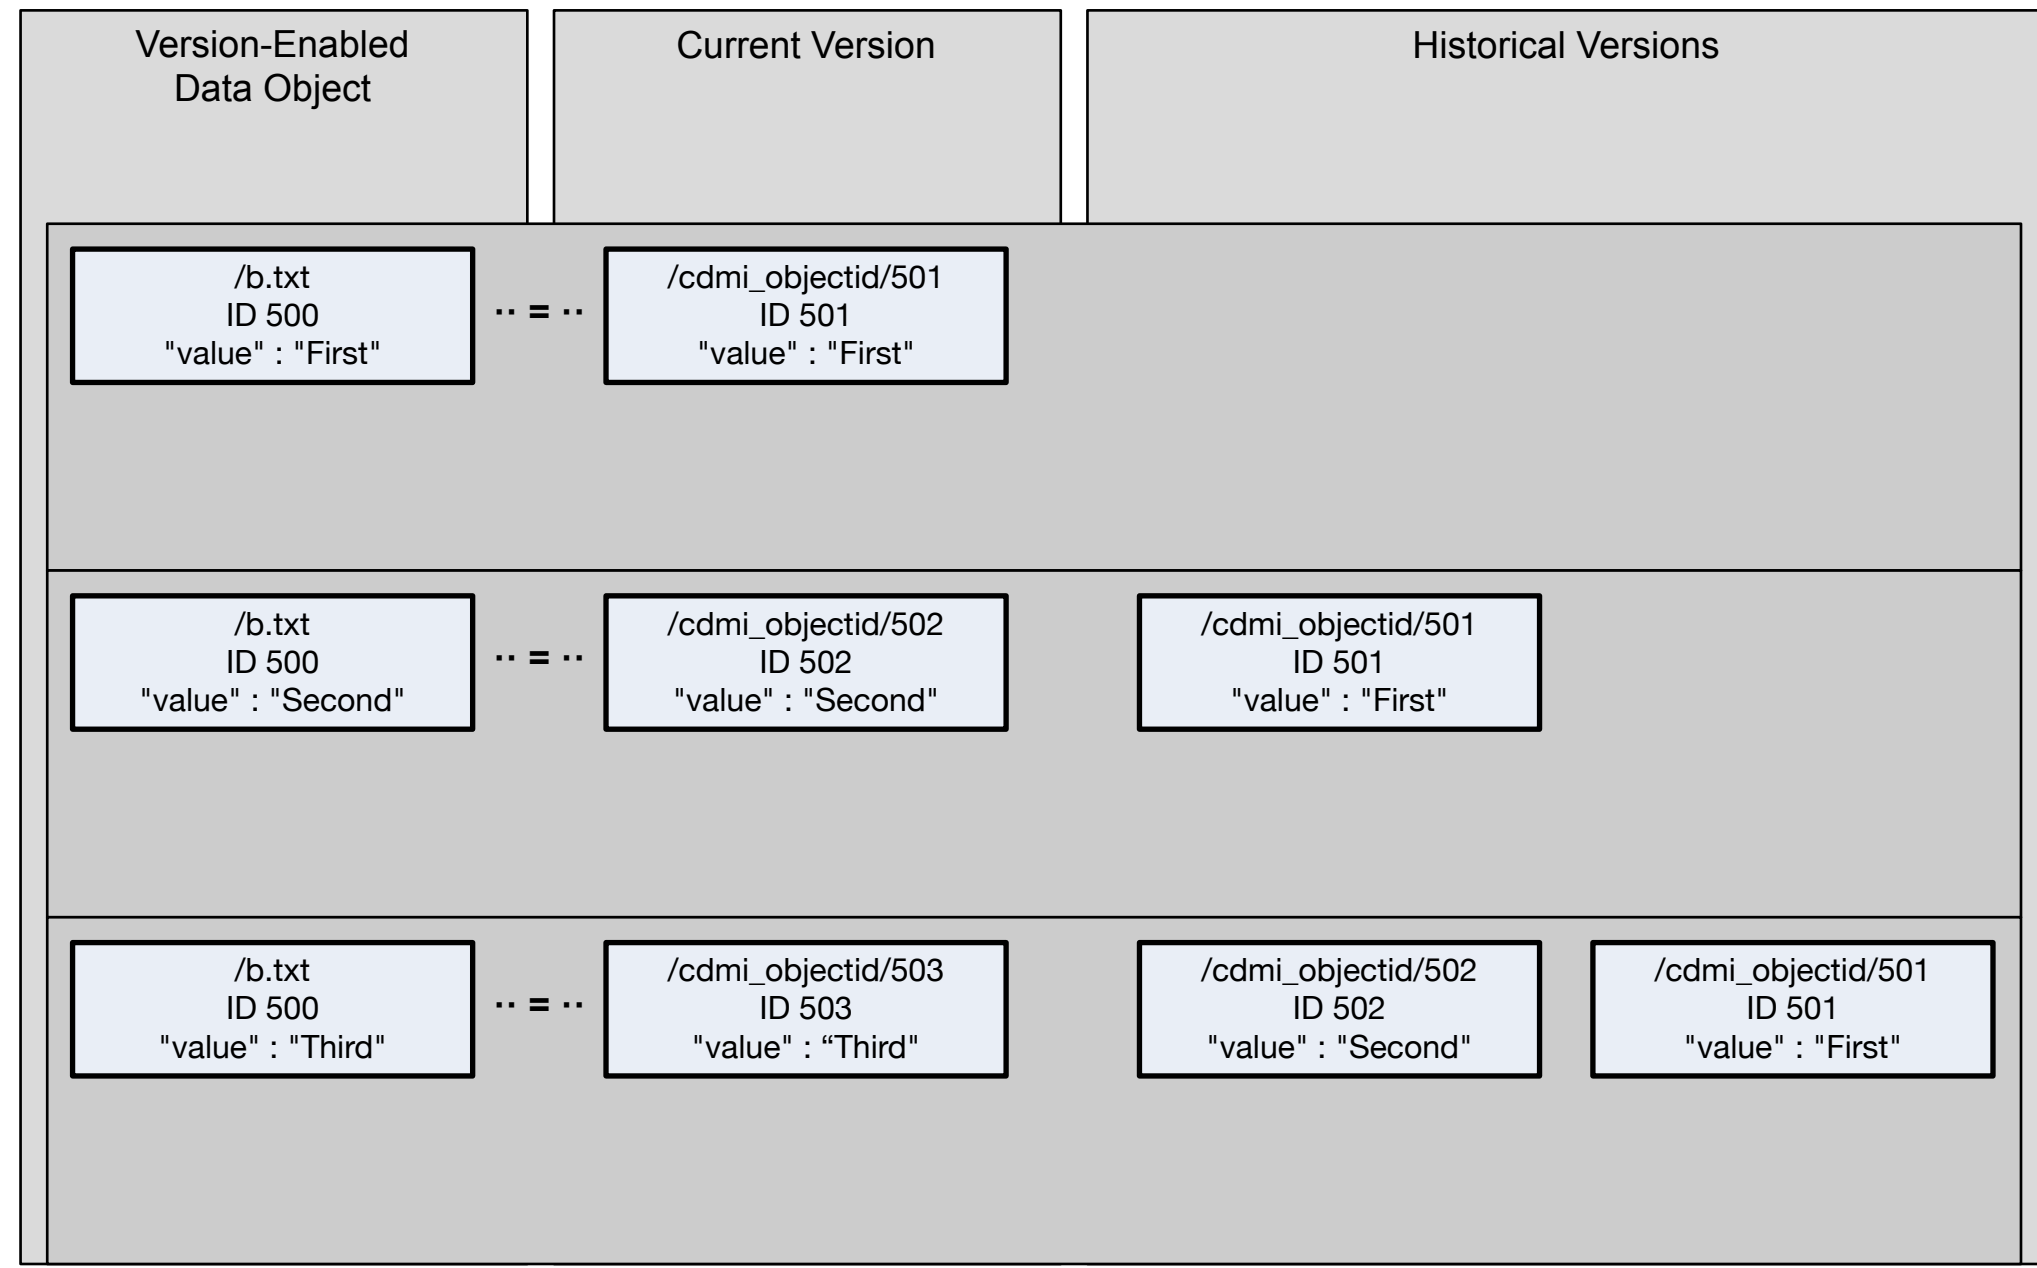 Version-Enabled
Data Object
Current Version
Historical Versions
/b.txt
ID 500
"value" : "First"
·· = ··
/cdmi_objectid/501
ID 501
"value" : "First"
/b.txt
ID 500
"value" : "Second"
·· = ··
/cdmi_objectid/502
ID 502
"value" : "Second"
/cdmi_objectid/501
ID 501
"value" : "First"
/b.txt
ID 500
"value" : "Third"
·· = ··
/cdmi_objectid/503
ID 503
"value" : “Third"
/cdmi_objectid/502
ID 502
"value" : "Second"
/cdmi_objectid/501
ID 501
"value" : "First"